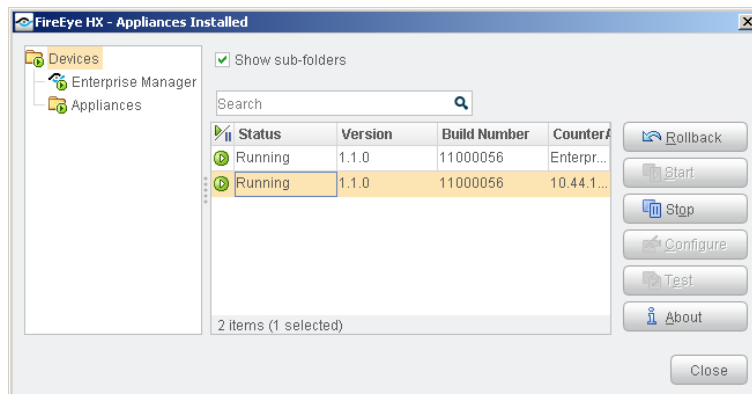 FireEye HX - Appliances Installed
Devices
Enterprise Manager
Appliances
Show sub-folders
Search
Status Version Build Number CounterA
Running 1.1.0 11000056 Enterpr...
Running 1.1.0 11000056 10.44.1...
2 items (1 selected)
Rollback
Start
Stop
Configure
Test
About
Close